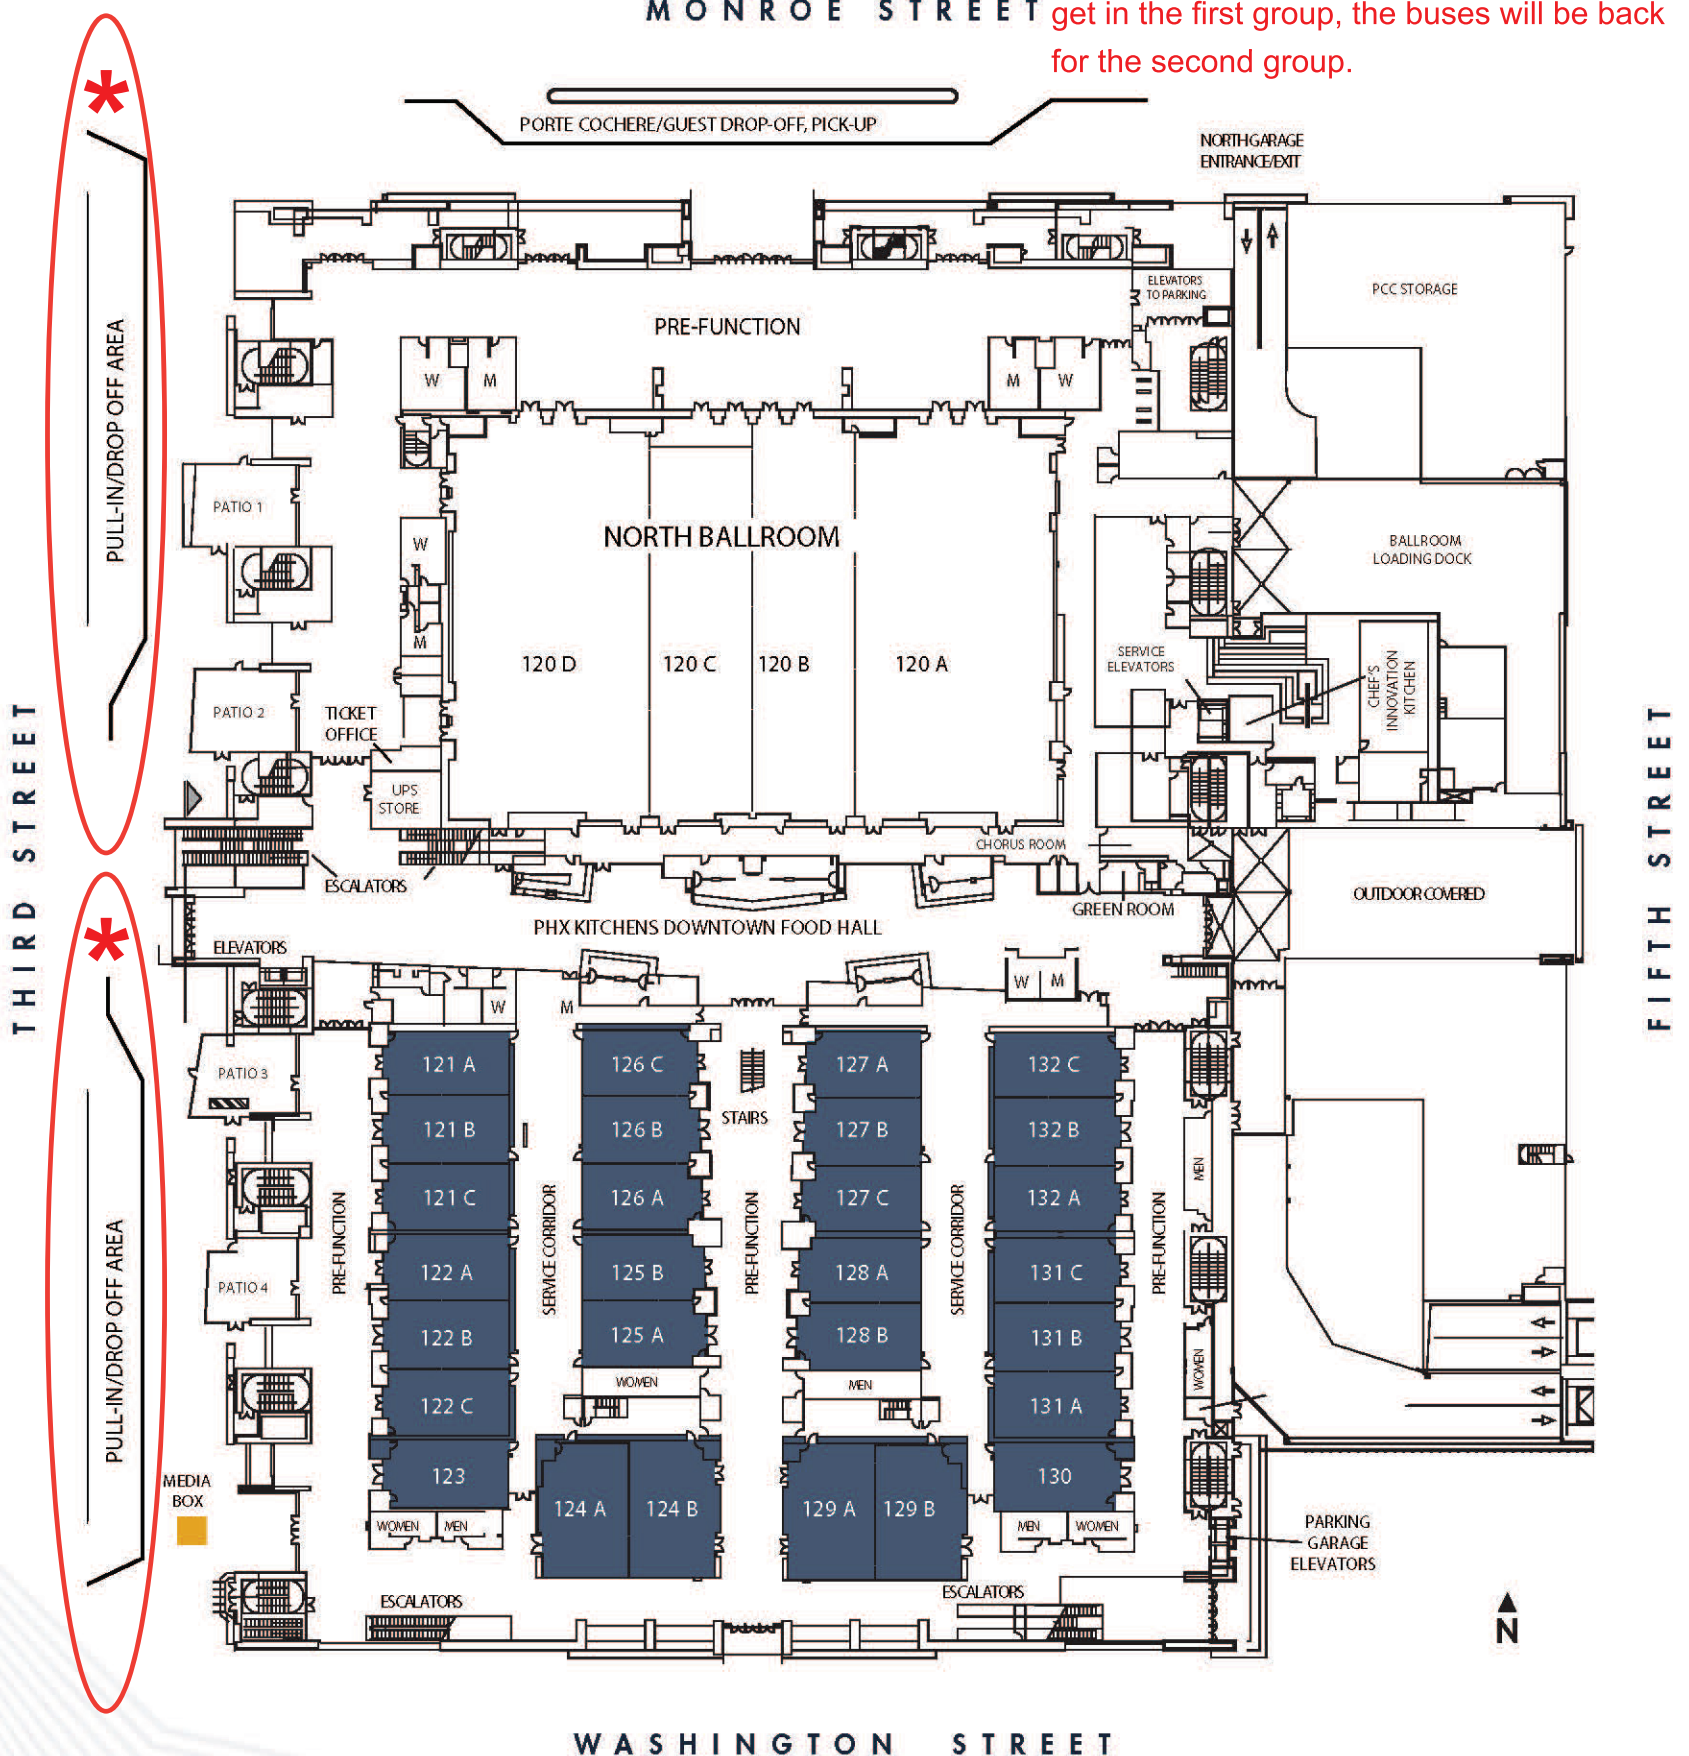 MONROE STREET
get in the first group, the buses will be back
for the second group.
*
PORTE COCHERE/GUEST DROP-OFF, PICK-UP
NORTH GARAGE
ENTRANCE/EXIT
ELEVATORS
TO PARKING
PCC STORAGE
PRE-FUNCTION
W
M
M
W
PULL-IN/DROP OFF AREA
PATIO 1
NORTH BALLROOM
W
M
BALLROOM
LOADING DOCK
120 D
120 C
120 B
120 A
SERVICE
ELEVATORS
CHEF'S
INNOVATION
KITCHEN
PATIO 2
TICKET
OFFICE
UPS
STORE
THIRD STREET
FIFTH STREET
CHORUS ROOM
ESCALATORS
OUTDOOR COVERED
GREEN ROOM
PHX KITCHENS DOWNTOWN FOOD HALL
*
ELEVATORS
W
M
W
M
PATIO 3
121 A
126 C
127 A
132 C
STAIRS
121 B
126 B
127 B
132 B
MEN
121 C
126 A
127 C
132 A
PRE-FUNCTION
SERVICE CORRIDOR
PRE-FUNCTION
SERVICE CORRIDOR
PRE-FUNCTION
PATIO 4
122 A
125 B
128 A
131 C
122 B
125 A
128 B
131 B
WOMEN
PULL-IN/DROP OFF AREA
WOMEN
MEN
122 C
131 A
MEDIA
BOX
123
130
124 A
124 B
129 A
129 B
WOMEN
MEN
MEN
WOMEN
PARKING
GARAGE
ELEVATORS
ESCALATORS
ESCALATORS
N
WASHINGTON STREET